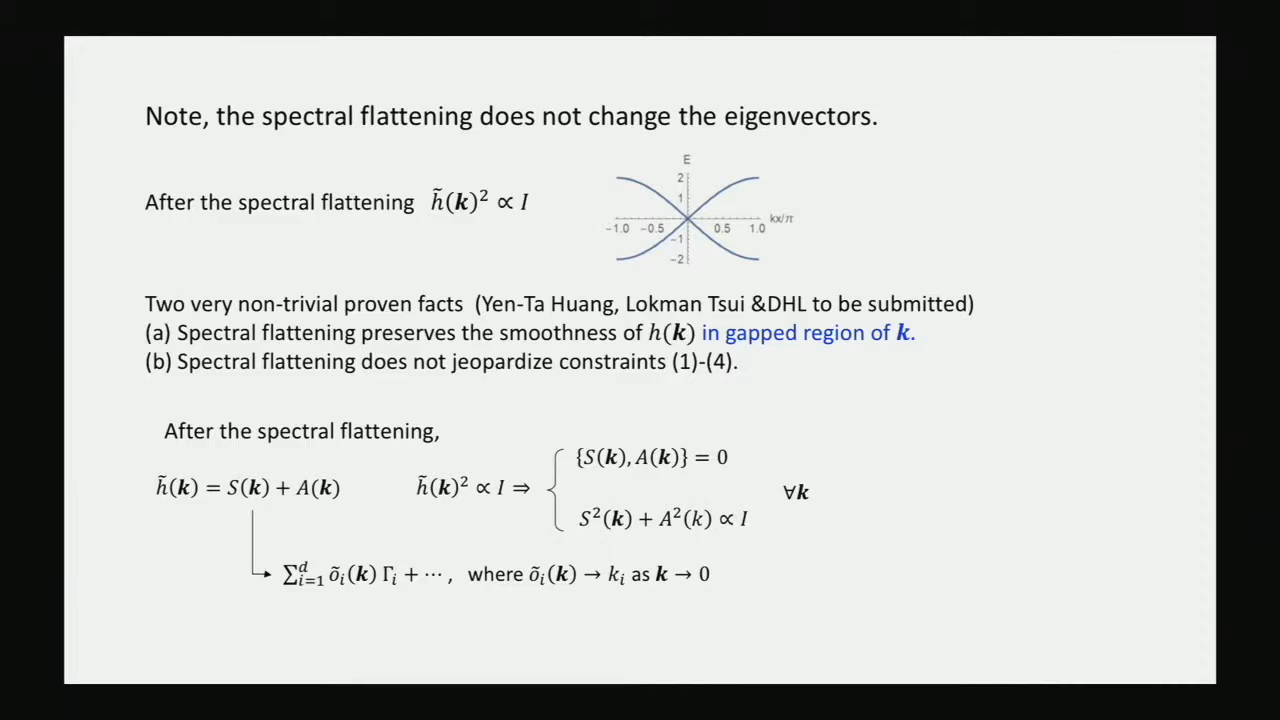 Note, the spectral flattening does not change the eigenvectors.
After the spectral flattening h̃(𝒌)² ∝ I
E
2
1
−1.0 −0.5 0.5 1.0 kx/π
−1
−2
Two very non-trivial proven facts (Yen-Ta Huang, Lokman Tsui &DHL to be submitted)
(a) Spectral flattening preserves the smoothness of h(𝒌) in gapped region of 𝒌.
(b) Spectral flattening does not jeopardize constraints (1)-(4).
After the spectral flattening,
{S(𝒌), A(𝒌)} = 0
h̃(𝒌) = S(𝒌) + A(𝒌) h̃(𝒌)² ∝ I ⇒ ∀𝒌
S²(𝒌) + A²(k) ∝ I
∑ᵢ₌₁ᵈ õᵢ(𝒌) Γᵢ + ⋯ , where õᵢ(𝒌) → kᵢ as 𝒌 → 0